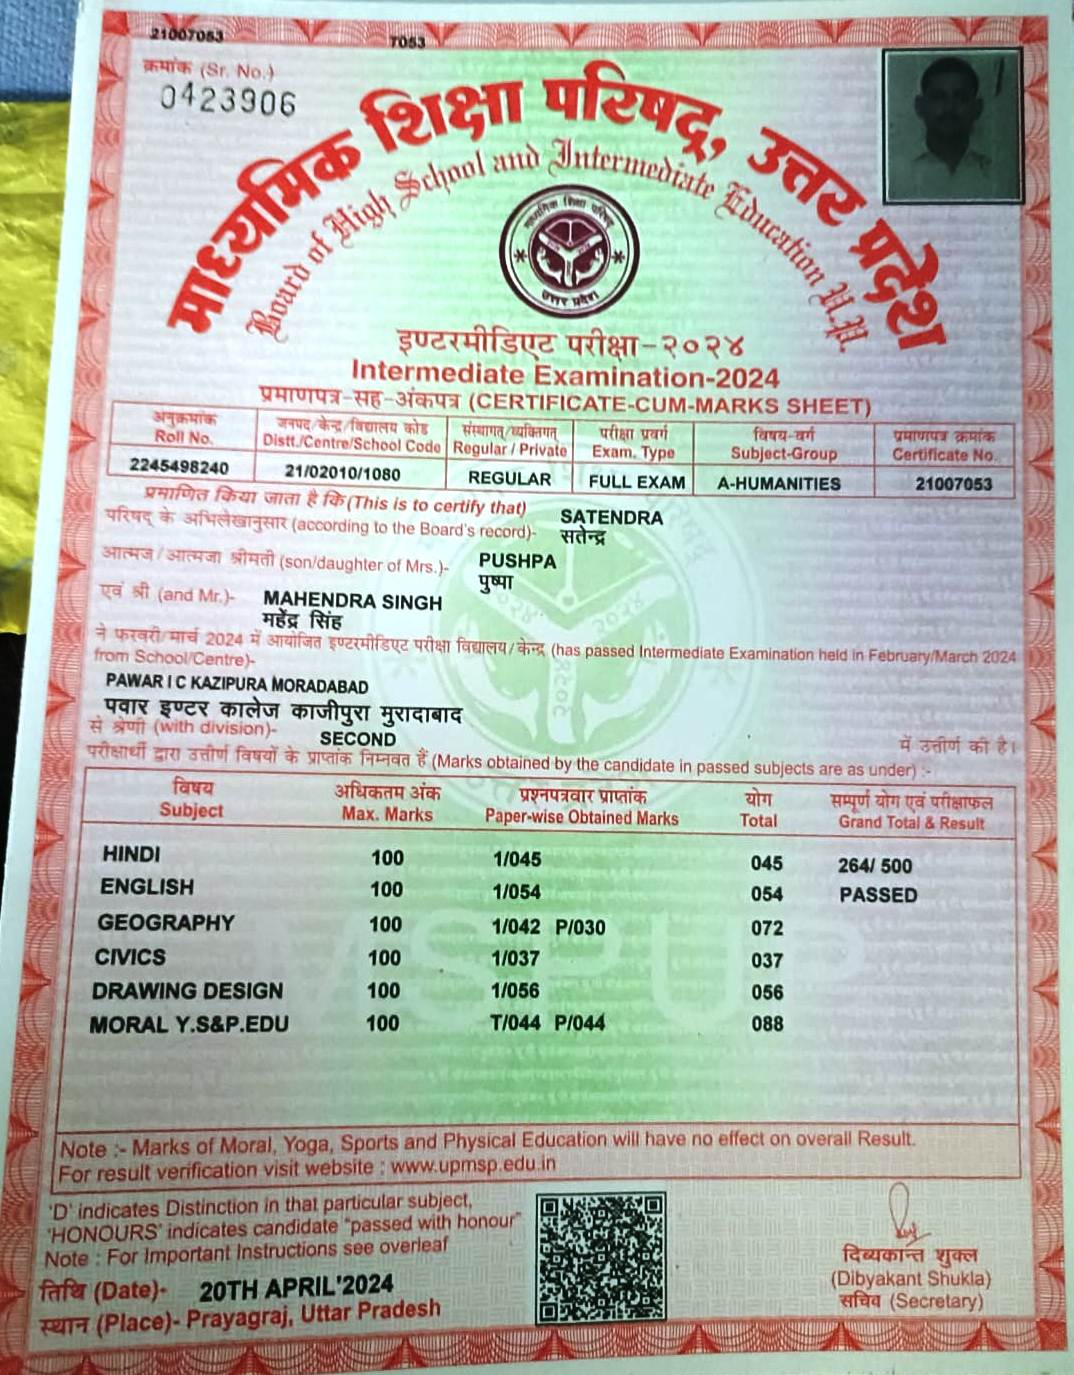 21007053 7053
क्रमांक (Sr. No.)
0423906
माध्यमिक शिक्षा परिषद्, उत्तर प्रदेश
Board of High School and Intermediate Education U.P.
माध्यमिक शिक्षा परिषद्
उत्तर प्रदेश
इण्टरमीडिएट परीक्षा-२०२४
Intermediate Examination-2024
प्रमाणपत्र-सह-अंकपत्र (CERTIFICATE-CUM-MARKS SHEET)
अनुक्रमांक जनपद/केन्द्र/विद्यालय कोड संस्थागत/व्यक्तिगत परीक्षा प्रवर्ग विषय-वर्ग प्रमाणपत्र क्रमांक
Roll No. Distt./Centre/School Code Regular / Private Exam. Type Subject-Group Certificate No.
2245498240 21/02010/1080 REGULAR FULL EXAM A-HUMANITIES 21007053
प्रमाणित किया जाता है कि (This is to certify that)
परिषद् के अभिलेखानुसार (according to the Board's record)- SATENDRA
सतेन्द्र
आत्मज/आत्मजा श्रीमती (son/daughter of Mrs.)- PUSHPA
पुष्पा
एवं श्री (and Mr.)- MAHENDRA SINGH
महेंद्र सिंह
ने फरवरी/मार्च 2024 में आयोजित इण्टरमीडिएट परीक्षा विद्यालय/केन्द्र (has passed Intermediate Examination held in February/March 2024
from School/Centre)-
PAWAR I C KAZIPURA MORADABAD
पवार इण्टर कालेज काजीपुरा मुरादाबाद
से श्रेणी (with division)- SECOND में उत्तीर्ण की है।
परीक्षार्थी द्वारा उत्तीर्ण विषयों के प्राप्तांक निम्नवत हैं (Marks obtained by the candidate in passed subjects are as under) :-
विषय अधिकतम अंक प्रश्नपत्रवार प्राप्तांक योग सम्पूर्ण योग एवं परीक्षाफल
Subject Max. Marks Paper-wise Obtained Marks Total Grand Total & Result
HINDI 100 1/045 045 264/ 500
ENGLISH 100 1/054 054 PASSED
GEOGRAPHY 100 1/042 P/030 072
CIVICS 100 1/037 037
DRAWING DESIGN 100 1/056 056
MORAL Y.S&P.EDU 100 T/044 P/044 088
Note :- Marks of Moral, Yoga, Sports and Physical Education will have no effect on overall Result.
For result verification visit website : www.upmsp.edu.in
'D' indicates Distinction in that particular subject,
'HONOURS' indicates candidate "passed with honour"
Note : For Important Instructions see overleaf
तिथि (Date)- 20TH APRIL'2024
स्थान (Place)- Prayagraj, Uttar Pradesh
दिब्यकान्त शुक्ल
(Dibyakant Shukla)
सचिव (Secretary)